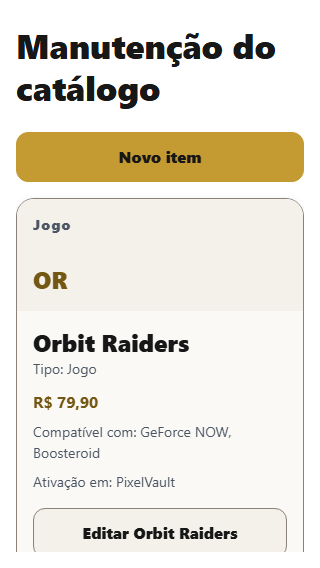 Manutenção do
catálogo
Novo item
Jogo
OR
Orbit Raiders
Tipo: Jogo
R$ 79,90
Compatível com: GeForce NOW,
Boosteroid
Ativação em: PixelVault
Editar Orbit Raiders